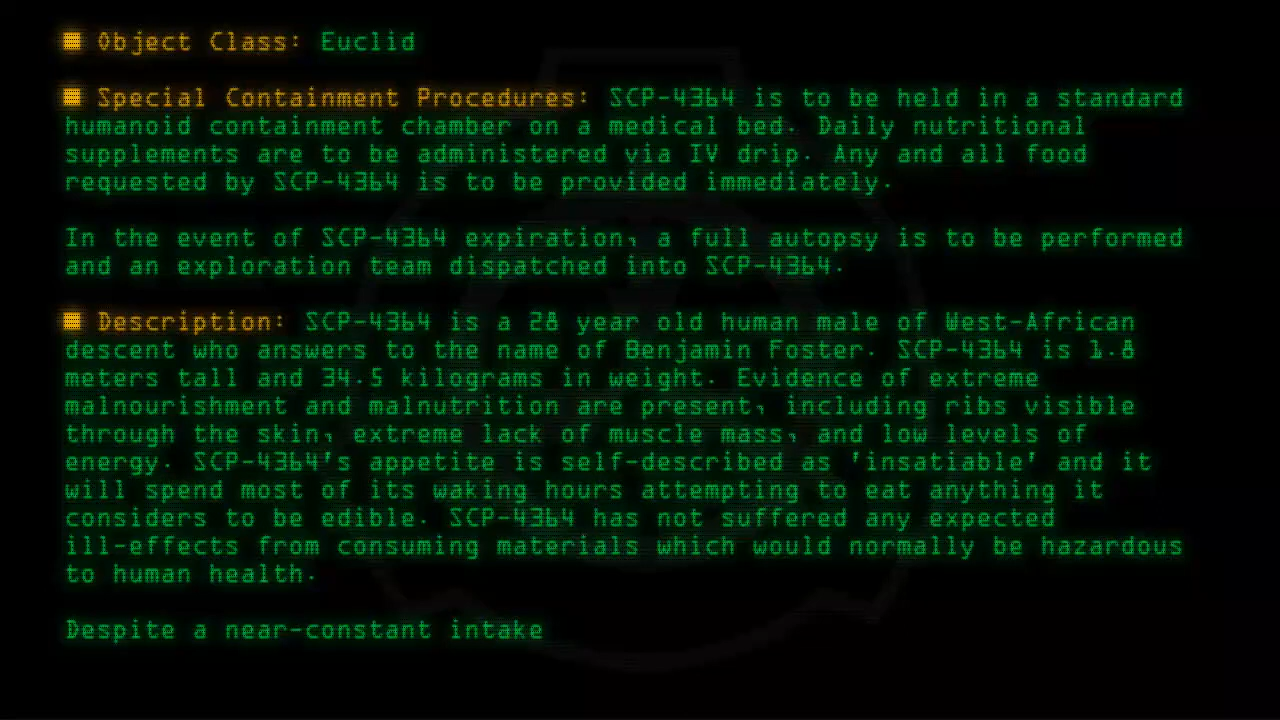 ■ Object Class: Euclid
■ Special Containment Procedures: SCP-4364 is to be held in a standard
humanoid containment chamber on a medical bed. Daily nutritional
supplements are to be administered via IV drip. Any and all food
requested by SCP-4364 is to be provided immediately.
In the event of SCP-4364 expiration, a full autopsy is to be performed
and an exploration team dispatched into SCP-4364.
■ Description: SCP-4364 is a 28 year old human male of West-African
descent who answers to the name of Benjamin Foster. SCP-4364 is 1.8
meters tall and 34.5 kilograms in weight. Evidence of extreme
malnourishment and malnutrition are present, including ribs visible
through the skin, extreme lack of muscle mass, and low levels of
energy. SCP-4364's appetite is self-described as 'insatiable' and it
will spend most of its waking hours attempting to eat anything it
considers to be edible. SCP-4364 has not suffered any expected
ill-effects from consuming materials which would normally be hazardous
to human health.
Despite a near-constant intake